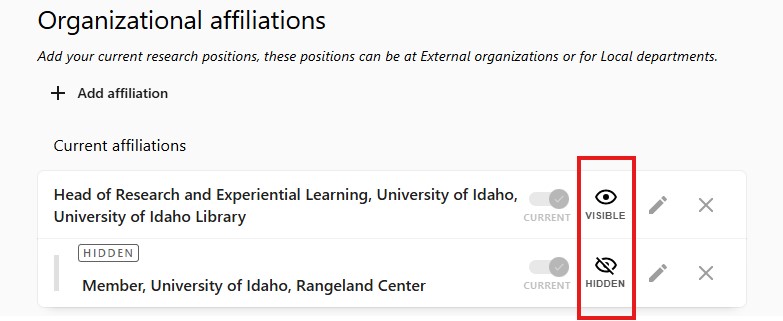 Organizational affiliations
Add your current research positions, these positions can be at External organizations or for Local departments.
Add affiliation
Current affiliations
Head of Research and Experiential Learning, University of Idaho,
University of Idaho Library
CURRENT
VISIBLE
HIDDEN
Member, University of Idaho, Rangeland Center
CURRENT
HIDDEN